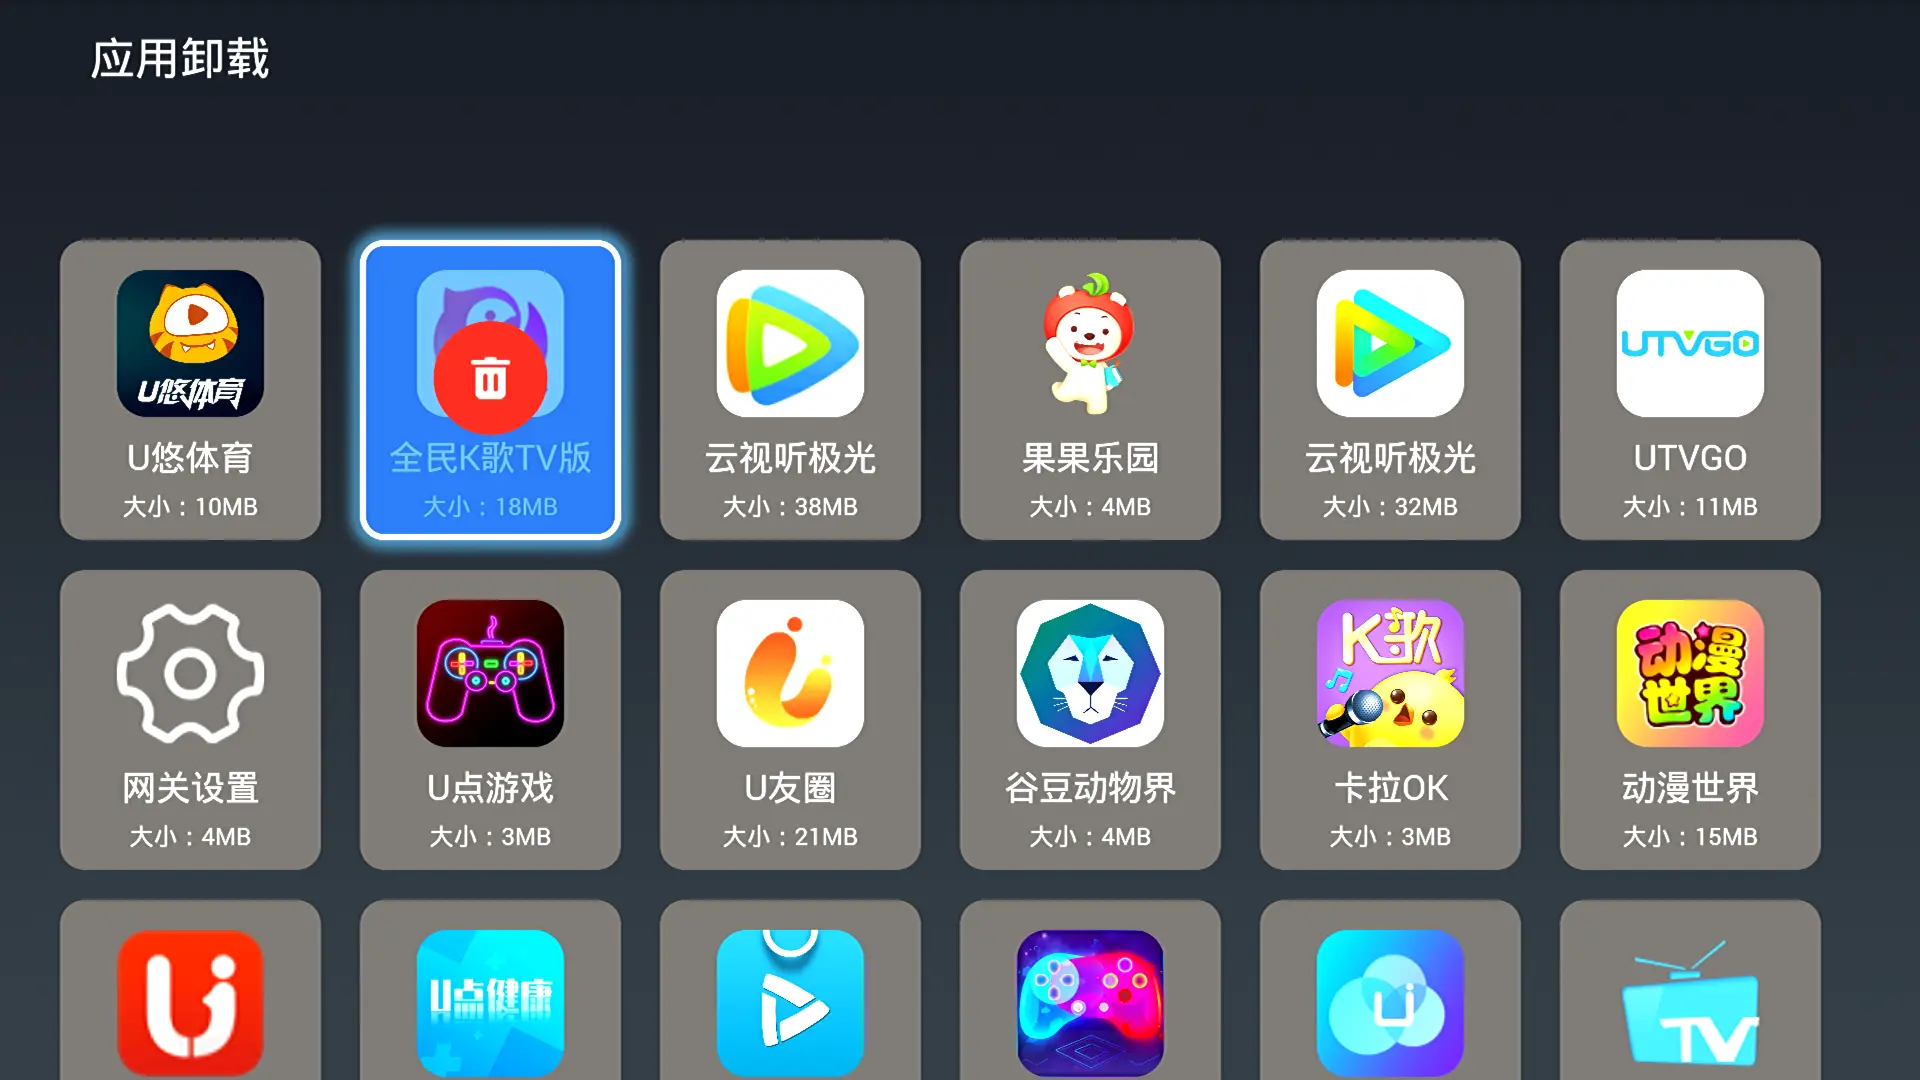 应用卸载
U悠体育
U悠体育
大小：10MB
全民K歌TV版
大小：18MB
云视听极光
大小：38MB
果果乐园
大小：4MB
云视听极光
大小：32MB
UTVGO
UTVGO
大小：11MB
网关设置
大小：4MB
U点游戏
大小：3MB
U友圈
大小：21MB
谷豆动物界
大小：4MB
K歌
卡拉OK
大小：3MB
动漫
世界
动漫世界
大小：15MB
U点健康
TV